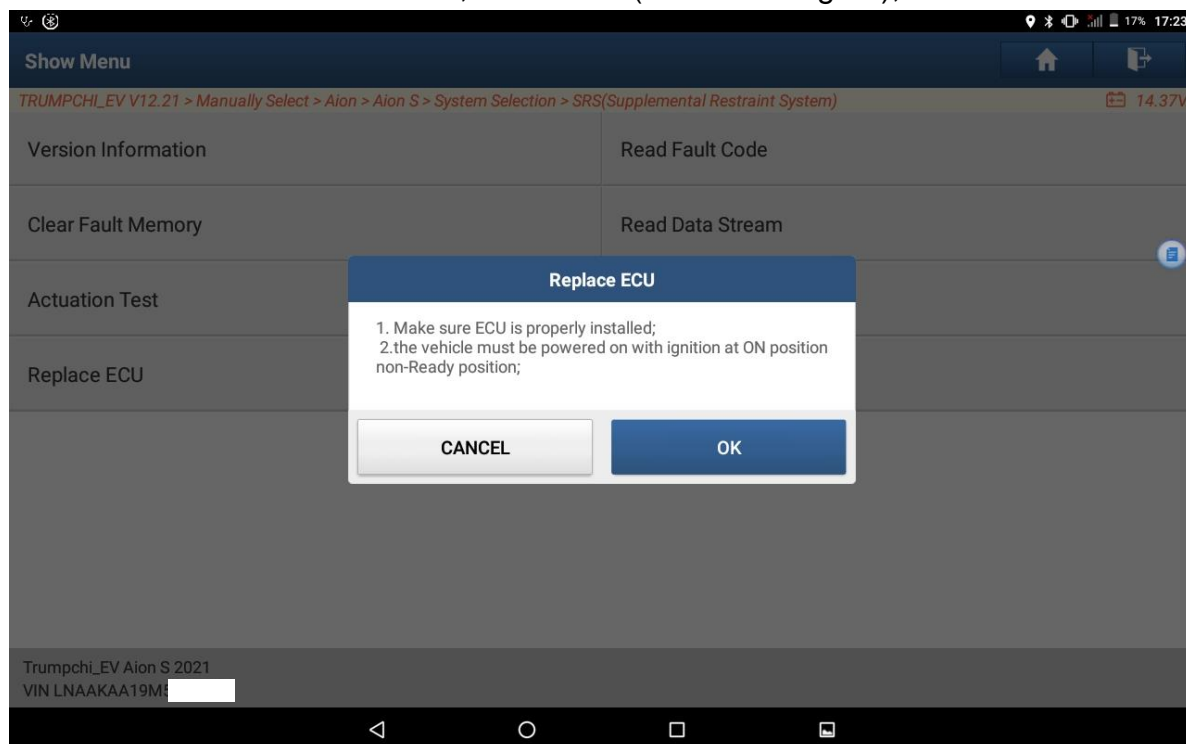 17% 17:23
Show Menu
TRUMPCHI_EV V12.21 > Manually Select > Aion > Aion S > System Selection > SRS(Supplemental Restraint System)
14.37V
Version Information
Read Fault Code
Clear Fault Memory
Read Data Stream
Actuation Test
Replace ECU
Replace ECU
1. Make sure ECU is properly installed;
2.the vehicle must be powered on with ignition at ON position
non-Ready position;
CANCEL
OK
Trumpchi_EV Aion S 2021
VIN LNAAKAA19M5